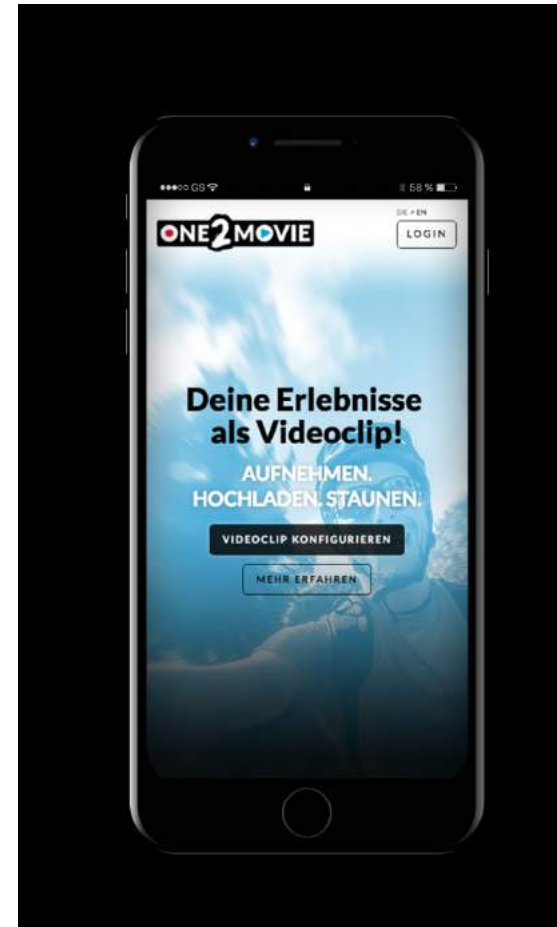 GS
58 %
DE • EN
ONE2MOVIE
LOGIN
Deine Erlebnisse
als Videoclip!
AUFNEHMEN.
HOCHLADEN. STAUNEN.
VIDEOCLIP KONFIGURIEREN
MEHR ERFAHREN